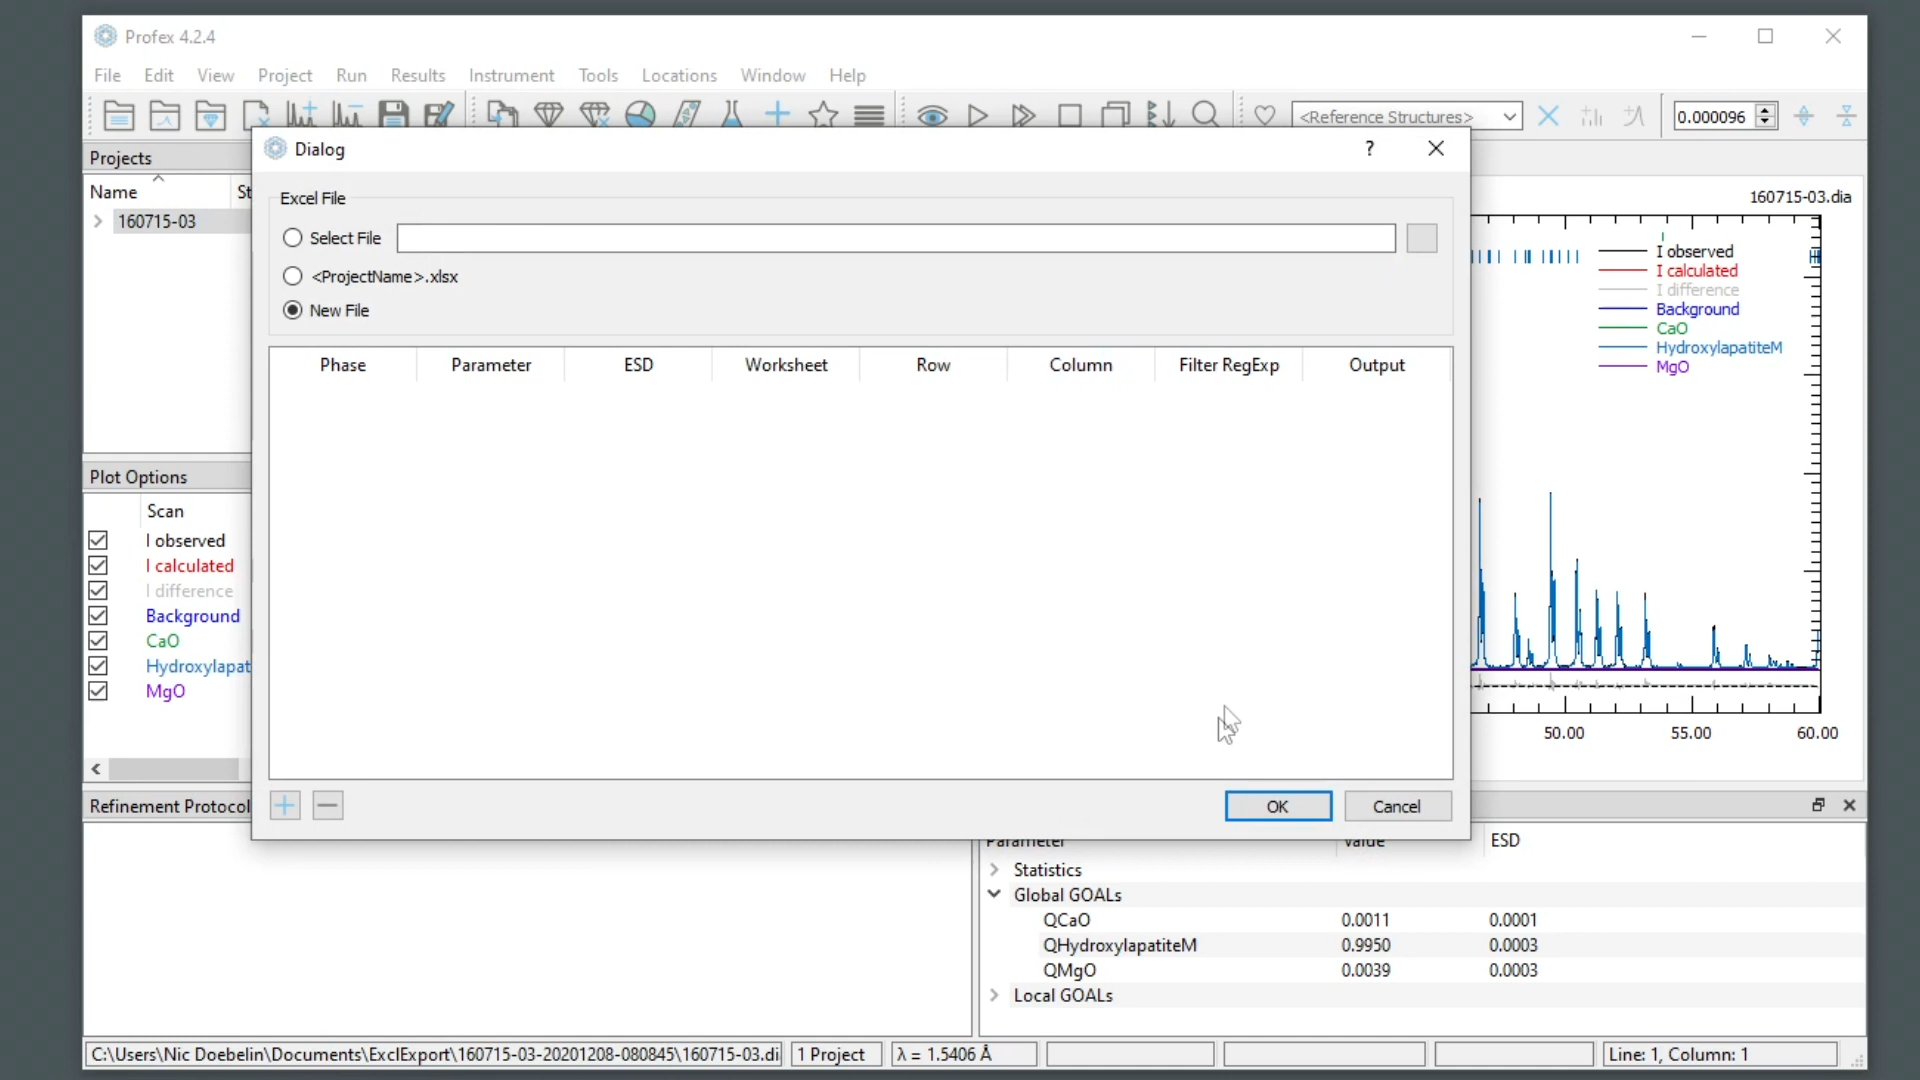 Profex 4.2.4
File Edit View Project Run Results Instrument Tools Locations Window Help
<Reference Structures> 0.000096
Projects
Name St
160715-03
Dialog ?
Excel File
Select File
<ProjectName>.xlsx
New File
Phase Parameter ESD Worksheet Row Column Filter RegExp Output
OK Cancel
160715-03.dia
I observed
I calculated
I difference
Background
CaO
HydroxylapatiteM
MgO
50.00 55.00 60.00
Plot Options
Scan
I observed
I calculated
I difference
Background
CaO
Hydroxylapat
MgO
Refinement Protocol
Parameter Value ESD
Statistics
Global GOALs
QCaO 0.0011 0.0001
QHydroxylapatiteM 0.9950 0.0003
QMgO 0.0039 0.0003
Local GOALs
C:\Users\Nic Doebelin\Documents\ExclExport\160715-03-20201208-080845\160715-03.di 1 Project λ = 1.5406 Å Line: 1, Column: 1